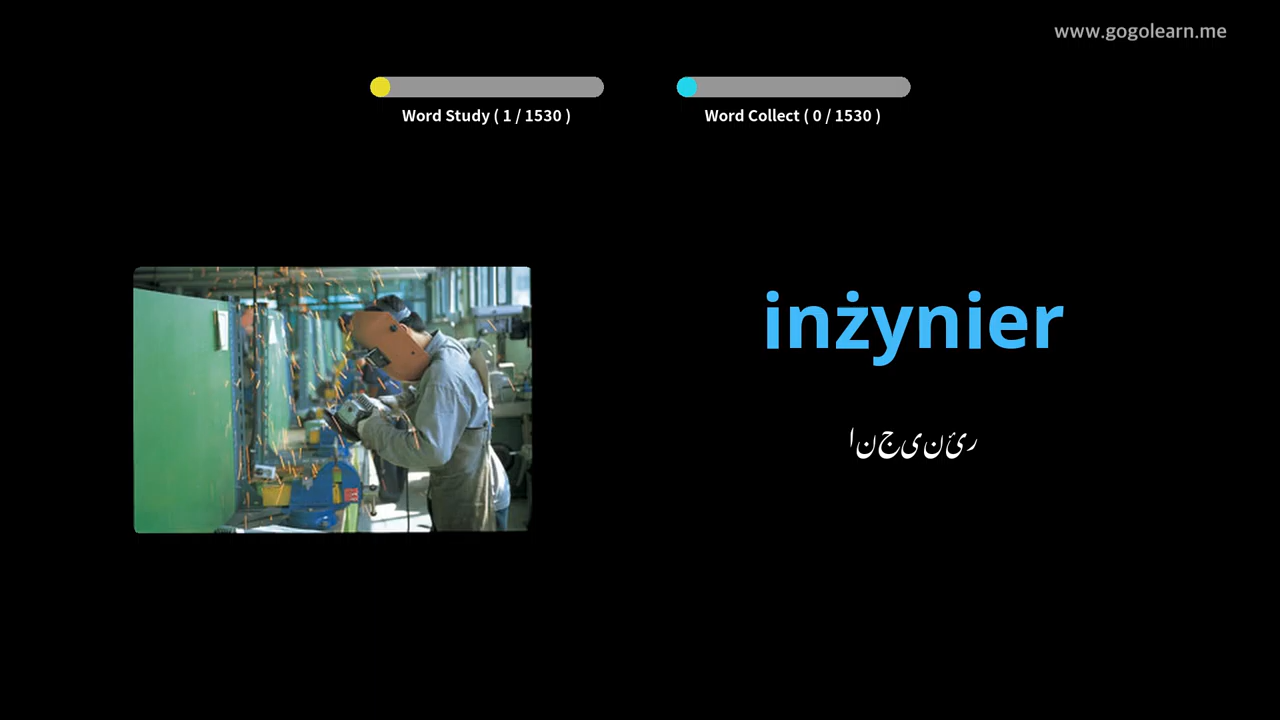 www.gogolearn.me
Word Study ( 1 / 1530 )
Word Collect ( 0 / 1530 )
inżynier
انجینئر